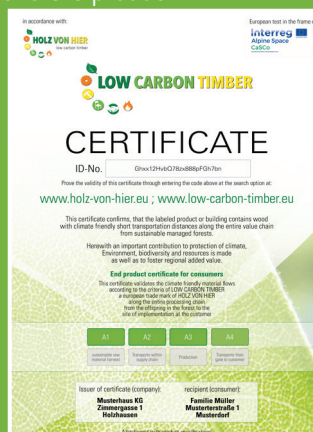 in accordance with:
European test in the frame
HOLZ VON HIER
low carbon timber
Interreg
Alpine Space
CaSCo
LOW CARBON TIMBER
CERTIFICATE
ID-No.
Prove the validity of this certificate through entering the code above at the search option at:
www.holz-von-hier.eu ; www.low-carbon-timber.eu
This certificate confirms, that the labeled product or building contains wood
with climate friendly short transportation distances along the entire value chain
from sustainable managed forests.
Herewith an important contribution to protection of climate,
Environment, biodiversity and resources is made
as well as to foster regional added value.
End product certificate for consumers
This certificate validates the climate friendly material flows
according to the criteria of LOW CARBON TIMBER
a european trade mark of HOLZ VON HIER
along the entire processing chain
from the offspring in the forest to the
site of implementation at the customer
A1 A2 A3 A4
sustainable raw material harvest
Transports within supply chain
Production
Transports from gate to customer
Issuer of certificate (company): recipient (consumer):
Musterhaus KG Familie Müller
Zimmergasse 1 Musterterstraße 1
Holzhausen Musterdorf